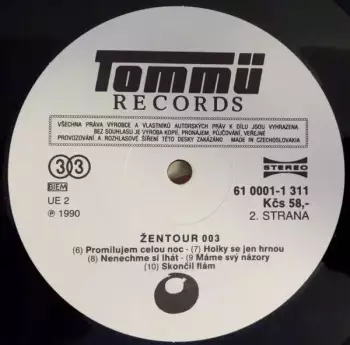 Tommü
RECORDS
VŠECHNA PRÁVA VÝROBCE A VLASTNÍKŮ AUTORSKÝCH PRÁV K DÍLU JSOU VYHRAZENA
BEZ SOUHLASU JE VÝROBA KOPIÍ, PRONÁJEM, PŮJČOVÁNÍ, VEŘEJNÉ
PROVOZOVÁNÍ A ROZHLASOVÉ ŠÍŘENÍ TÉTO DESKY ZAKÁZÁNO MADE IN CZECHOSLOVAKIA
33
STEREO
BIEM
61 0001-1 311
UE 2
Kčs 58,-
℗ 1990
2. STRANA
ŽENTOUR 003
(6) Promilujem celou noc - (7) Holky se jen hrnou
(8) Nenechme si lhát - (9) Máme svý názory
(10) Skončil flám